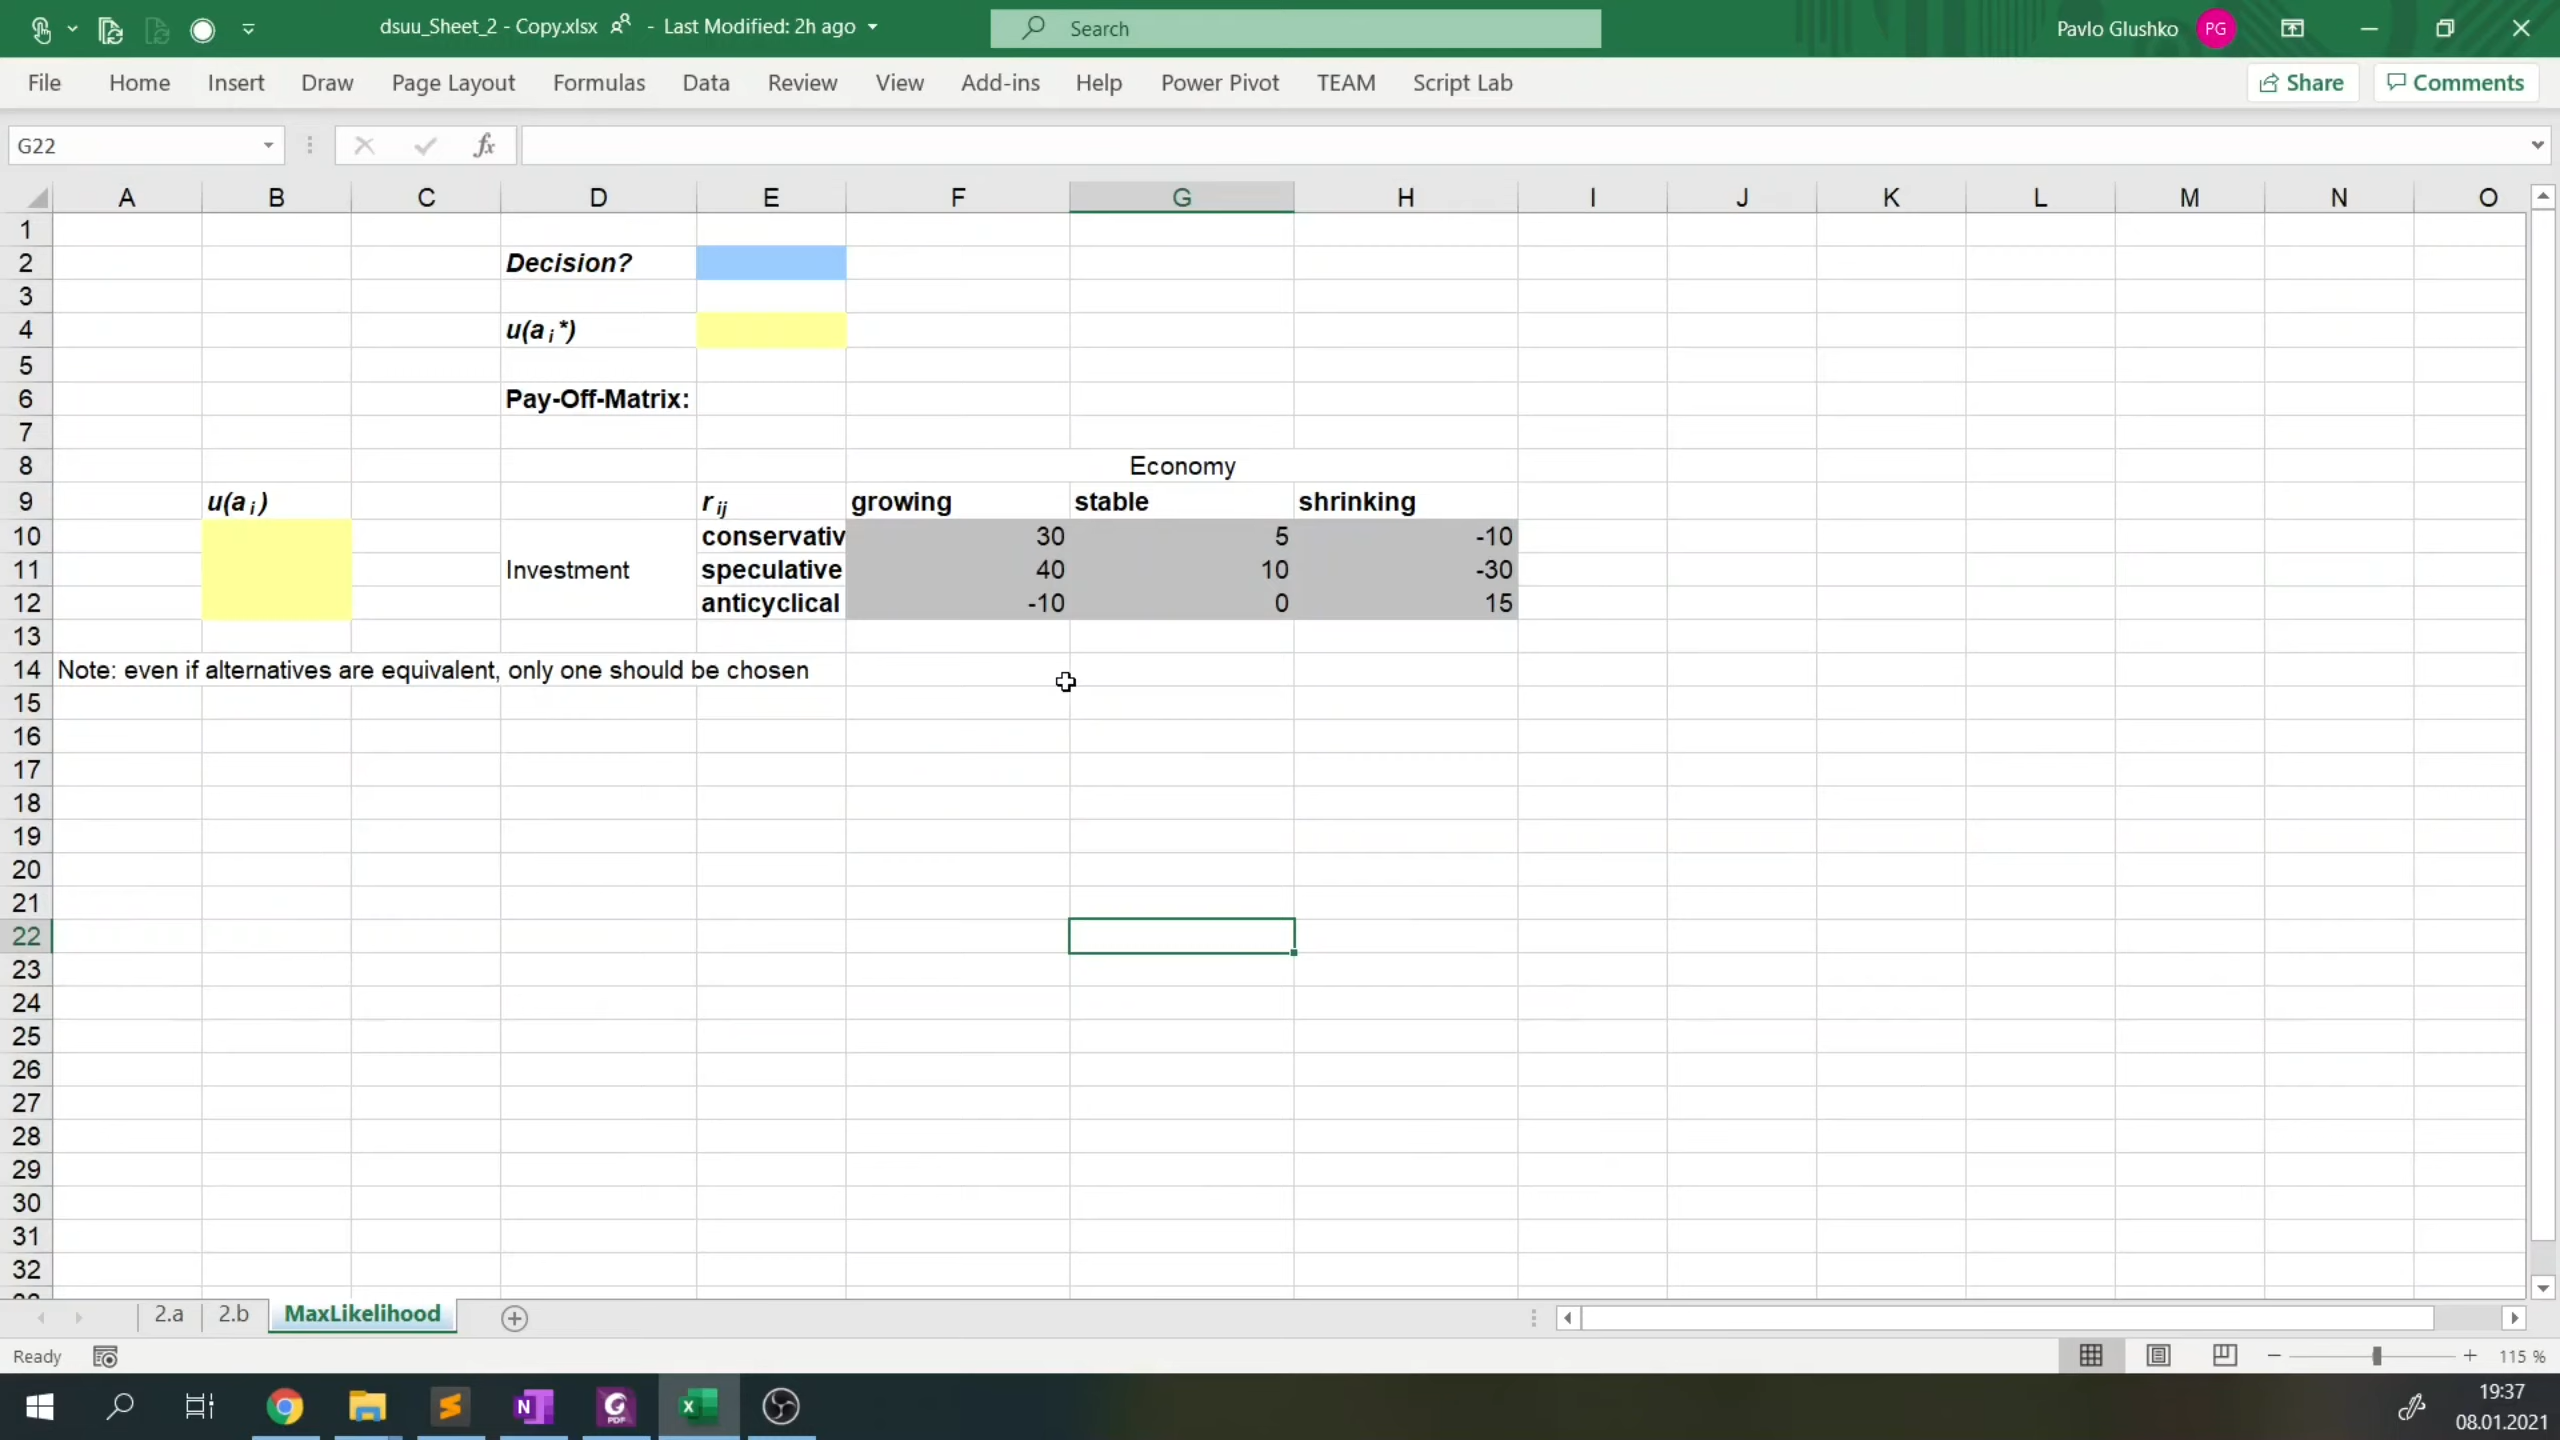 dsuu_Sheet_2 - Copy.xlsx - Last Modified: 2h ago
Search
Pavlo Glushko PG
File Home Insert Draw Page Layout Formulas Data Review View Add-ins Help Power Pivot TEAM Script Lab Share Comments
G22 fx
A B C D E F G H I J K L M N O
1
2 Decision?
3
4 u(a i *)
5
6 Pay-Off-Matrix:
7
8 Economy
9 u(a i ) r ij growing stable shrinking
10 conservativ 30 5 -10
11 Investment speculative 40 10 -30
12 anticyclical -10 0 15
13
14 Note: even if alternatives are equivalent, only one should be chosen
15
16
17
18
19
20
21
22
23
24
25
26
27
28
29
30
31
32
2.a 2.b MaxLikelihood
Ready 115 %
19:37
08.01.2021